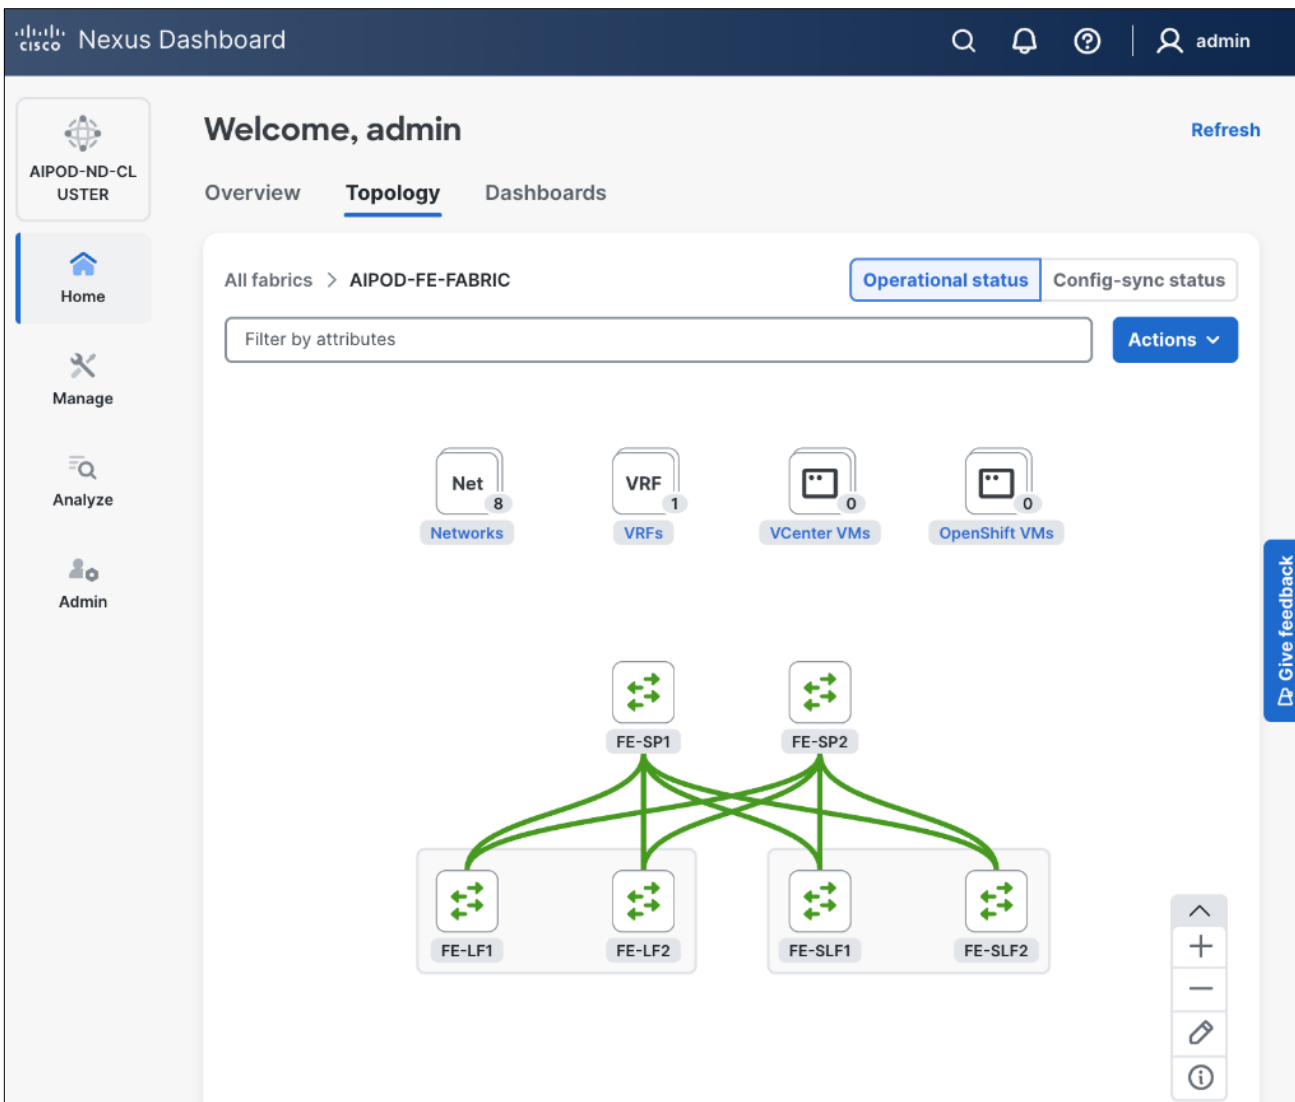 cisco Nexus Dashboard
admin
AIPOD-ND-CL
USTER
Home
Manage
Analyze
Admin
Welcome, admin
Refresh
Overview Topology Dashboards
All fabrics > AIPOD-FE-FABRIC
Operational status Config-sync status
Filter by attributes
Actions
Net 8
Networks
VRF 1
VRFs
0
VCenter VMs
0
OpenShift VMs
FE-SP1 FE-SP2
FE-LF1 FE-LF2 FE-SLF1 FE-SLF2
Give feedback